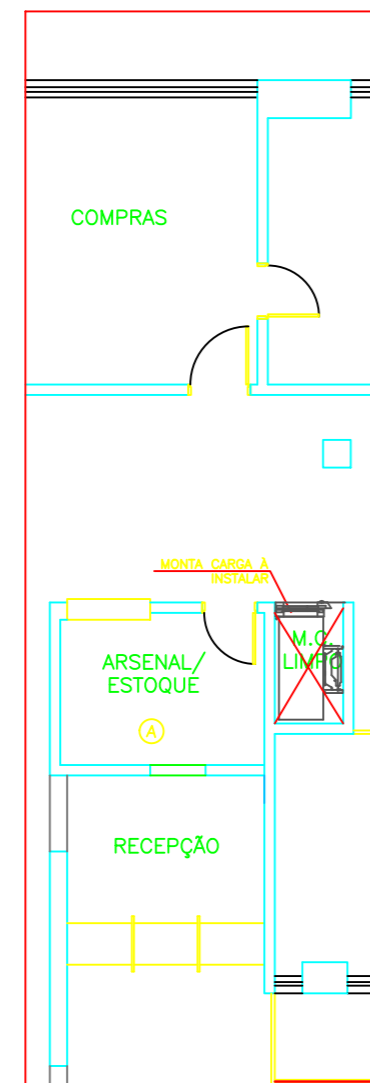 COMPRAS
MONTA CARGA À
INSTALAR
M.C.
LIMPO
ARSENAL/
ESTOQUE
A
RECEPÇÃO